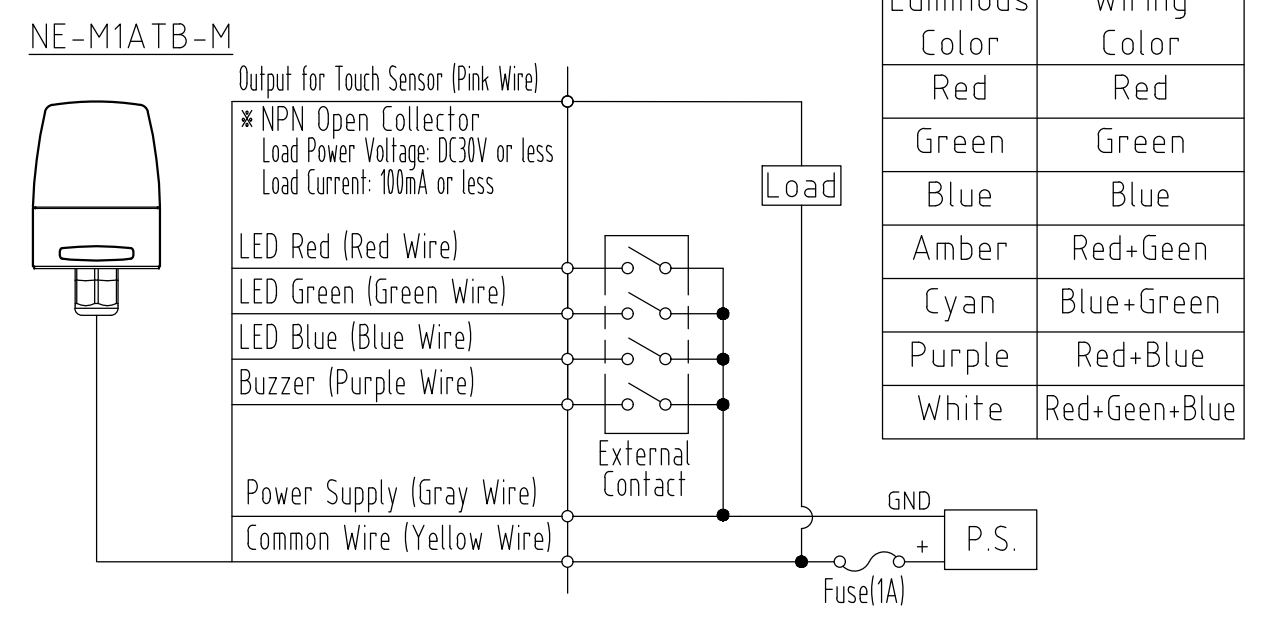 NE-M1ATB-M
Output for Touch Sensor (Pink Wire)
※ NPN Open Collector
Load Power Voltage: DC30V or less
Load Current: 100mA or less
LED Red (Red Wire)
LED Green (Green Wire)
LED Blue (Blue Wire)
Buzzer (Purple Wire)
External
Contact
Power Supply (Gray Wire)
Common Wire (Yellow Wire)
Load
GND
+
P.S.
Fuse(1A)
Luminous Wiring
Color Color
Red Red
Green Green
Blue Blue
Amber Red+Geen
Cyan Blue+Green
Purple Red+Blue
White Red+Geen+Blue